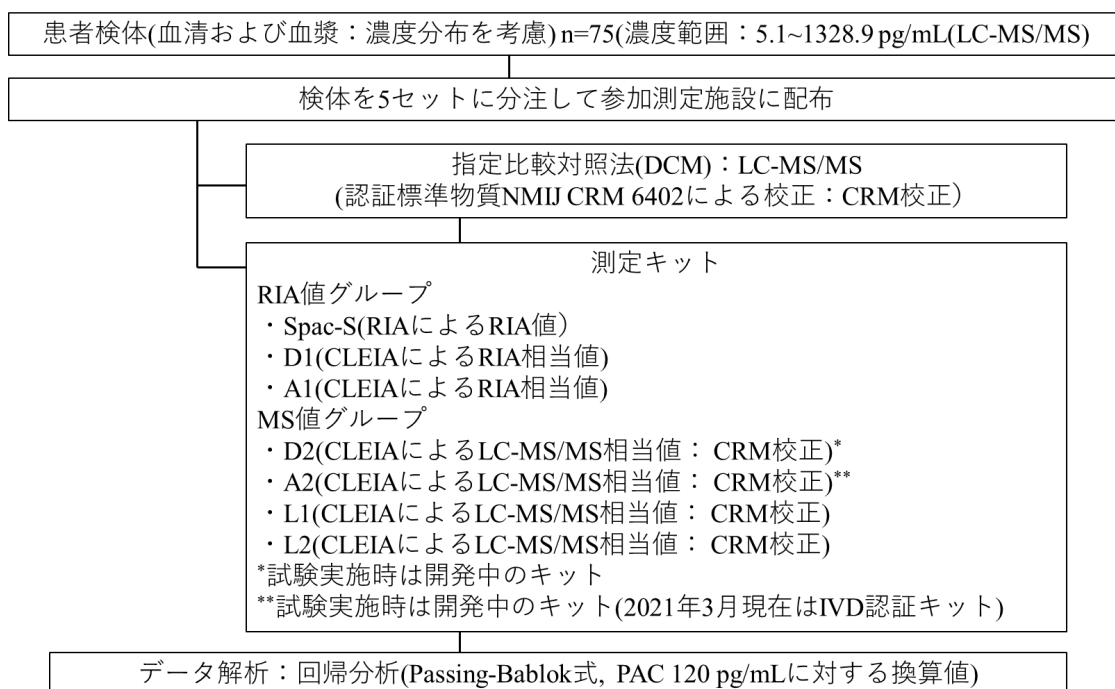 患者検体(血清および血漿：濃度分布を考慮) n=75(濃度範囲：5.1~1328.9 pg/mL(LC-MS/MS)
検体を5セットに分注して参加測定施設に配布
指定比較対照法(DCM)：LC-MS/MS
(認証標準物質NMIJ CRM 6402による校正：CRM校正）
測定キット
RIA値グループ
・Spac-S(RIAによるRIA値）
・D1(CLEIAによるRIA相当値)
・A1(CLEIAによるRIA相当値)
MS値グループ
・D2(CLEIAによるLC-MS/MS相当値： CRM校正)*
・A2(CLEIAによるLC-MS/MS相当値： CRM校正)**
・L1(CLEIAによるLC-MS/MS相当値： CRM校正)
・L2(CLEIAによるLC-MS/MS相当値： CRM校正)
*試験実施時は開発中のキット
**試験実施時は開発中のキット(2021年3月現在はIVD認証キット)
データ解析：回帰分析(Passing-Bablok式, PAC 120 pg/mLに対する換算値)